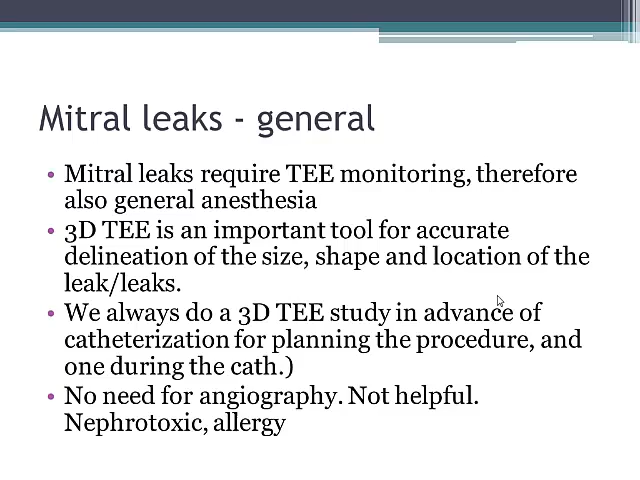 Mitral leaks - general
• Mitral leaks require TEE monitoring, therefore
also general anesthesia
• 3D TEE is an important tool for accurate
delineation of the size, shape and location of the
leak/leaks.
• We always do a 3D TEE study in advance of
catheterization for planning the procedure, and
one during the cath.)
• No need for angiography. Not helpful.
Nephrotoxic, allergy